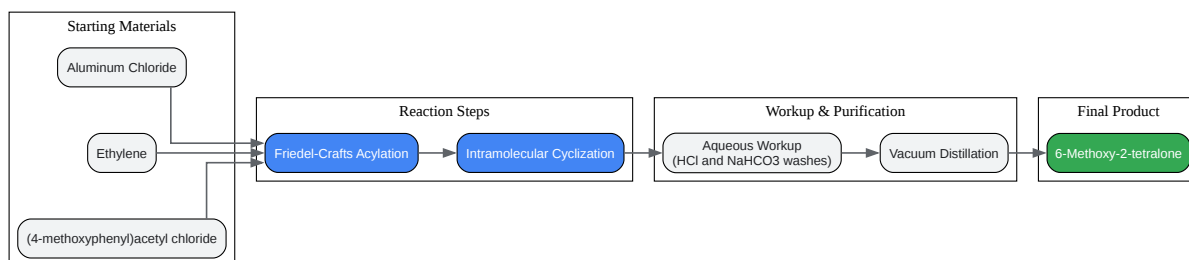 Starting Materials
Aluminum Chloride
Ethylene
(4-methoxyphenyl)acetyl chloride
Reaction Steps
Friedel-Crafts Acylation
Intramolecular Cyclization
Workup & Purification
Aqueous Workup
(HCl and NaHCO3 washes)
Vacuum Distillation
Final Product
6-Methoxy-2-tetralone